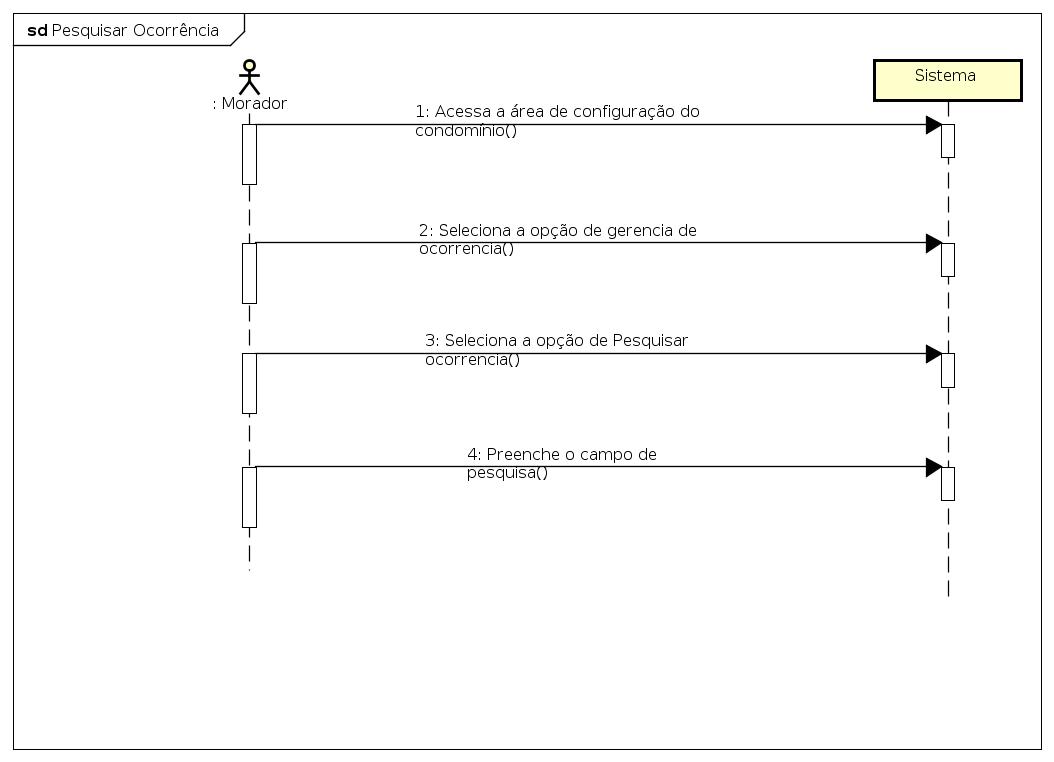 sd Pesquisar Ocorrência
: Morador
Sistema
1: Acessa a área de configuração do
condomínio()
2: Seleciona a opção de gerencia de
ocorrencia()
3: Seleciona a opção de Pesquisar
ocorrencia()
4: Preenche o campo de
pesquisa()